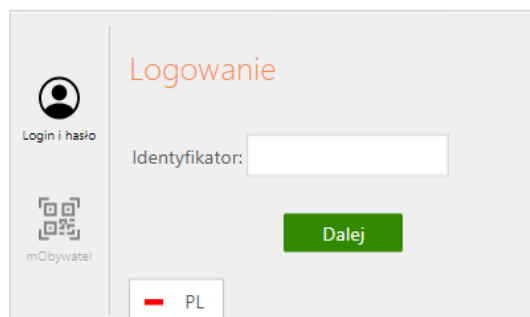 Logowanie
Login i hasło
Identyfikator:
mObywatel
Dalej
PL